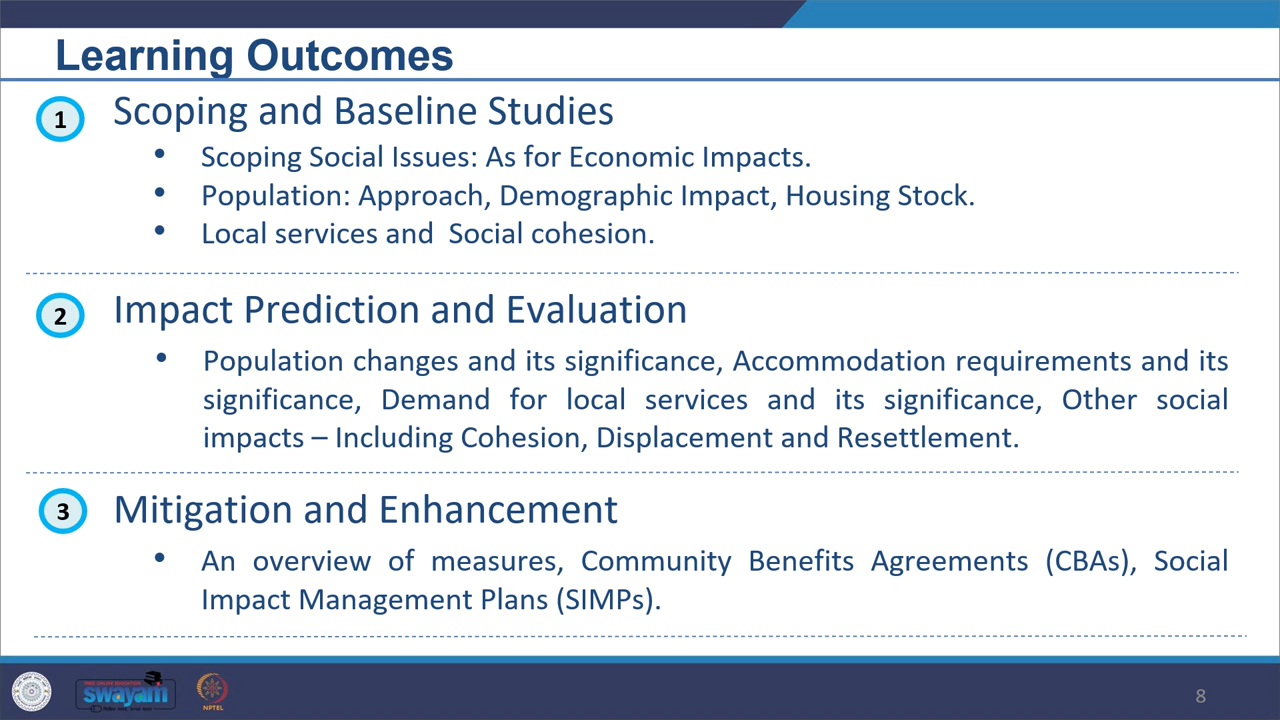 Learning Outcomes
1 Scoping and Baseline Studies
• Scoping Social Issues: As for Economic Impacts.
• Population: Approach, Demographic Impact, Housing Stock.
• Local services and Social cohesion.
2 Impact Prediction and Evaluation
• Population changes and its significance, Accommodation requirements and its
significance, Demand for local services and its significance, Other social
impacts – Including Cohesion, Displacement and Resettlement.
3 Mitigation and Enhancement
• An overview of measures, Community Benefits Agreements (CBAs), Social
Impact Management Plans (SIMPs).
FREE ONLINE EDUCATION
swayam
NPTEL
8